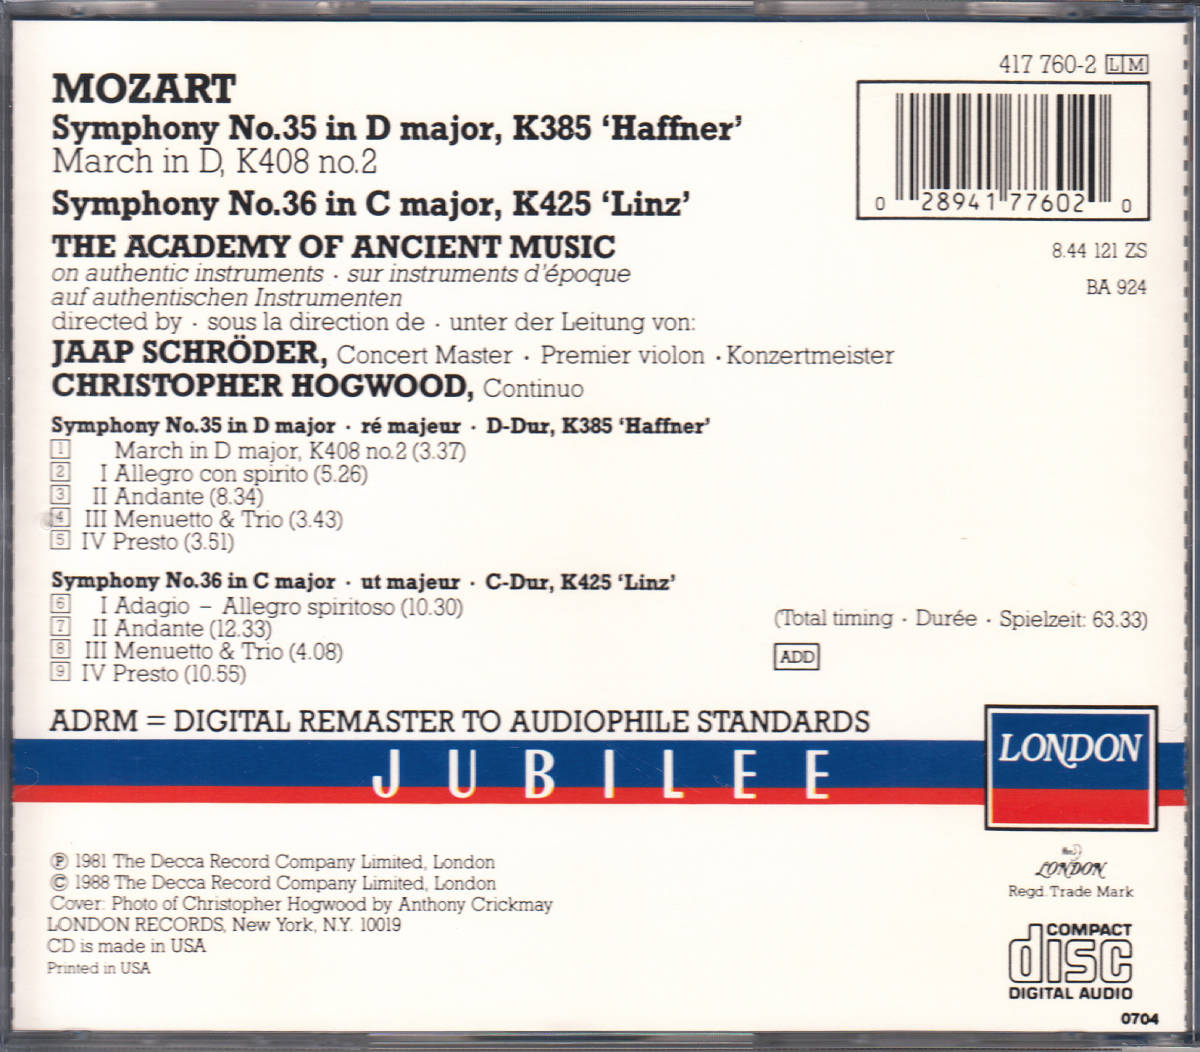 417 760-2 LM
MOZART
Symphony No.35 in D major, K385 ‘Haffner’
March in D, K408 no.2
Symphony No.36 in C major, K425 ‘Linz’
0 28941 77602 0
THE ACADEMY OF ANCIENT MUSIC
on authentic instruments · sur instruments d'époque
auf authentischen Instrumenten
directed by · sous la direction de · unter der Leitung von:
8.44 121 ZS
BA 924
JAAP SCHRÖDER, Concert Master · Premier violon · Konzertmeister
CHRISTOPHER HOGWOOD, Continuo
Symphony No.35 in D major · ré majeur · D-Dur, K385 ‘Haffner’
1 March in D major, K408 no.2 (3.37)
2 I Allegro con spirito (5.26)
3 II Andante (8.34)
4 III Menuetto & Trio (3.43)
5 IV Presto (3.51)
Symphony No.36 in C major · ut majeur · C-Dur, K425 ‘Linz’
6 I Adagio – Allegro spiritoso (10.30)
7 II Andante (12.33)
8 III Menuetto & Trio (4.08)
9 IV Presto (10.55)
(Total timing · Durée · Spielzeit: 63.33)
ADD
ADRM = DIGITAL REMASTER TO AUDIOPHILE STANDARDS
JUBILEE
LONDON
℗ 1981 The Decca Record Company Limited, London
© 1988 The Decca Record Company Limited, London
Cover: Photo of Christopher Hogwood by Anthony Crickmay
LONDON RECORDS, New York, N.Y. 10019
CD is made in USA
Printed in USA
LONDON
Regd. Trade Mark
COMPACT
disc
DIGITAL AUDIO
0704